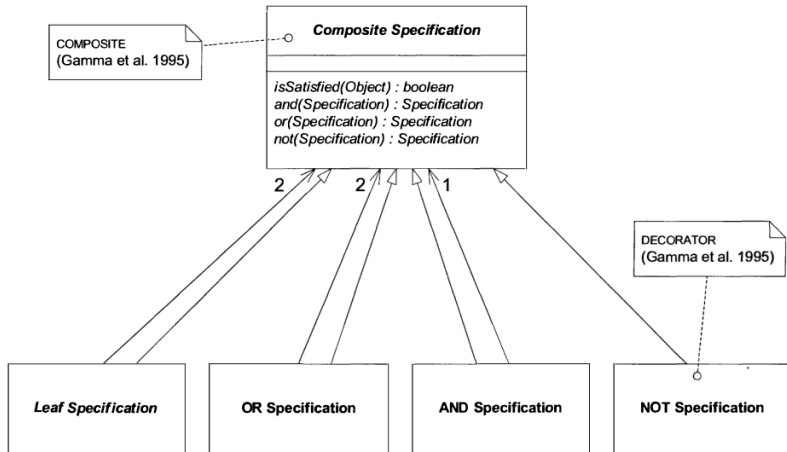 Composite Specification
COMPOSITE
(Gamma et al. 1995)
isSatisfied(Object) : boolean
and(Specification) : Specification
or(Specification) : Specification
not(Specification) : Specification
2
2
1
DECORATOR
(Gamma et al. 1995)
Leaf Specification
OR Specification
AND Specification
NOT Specification